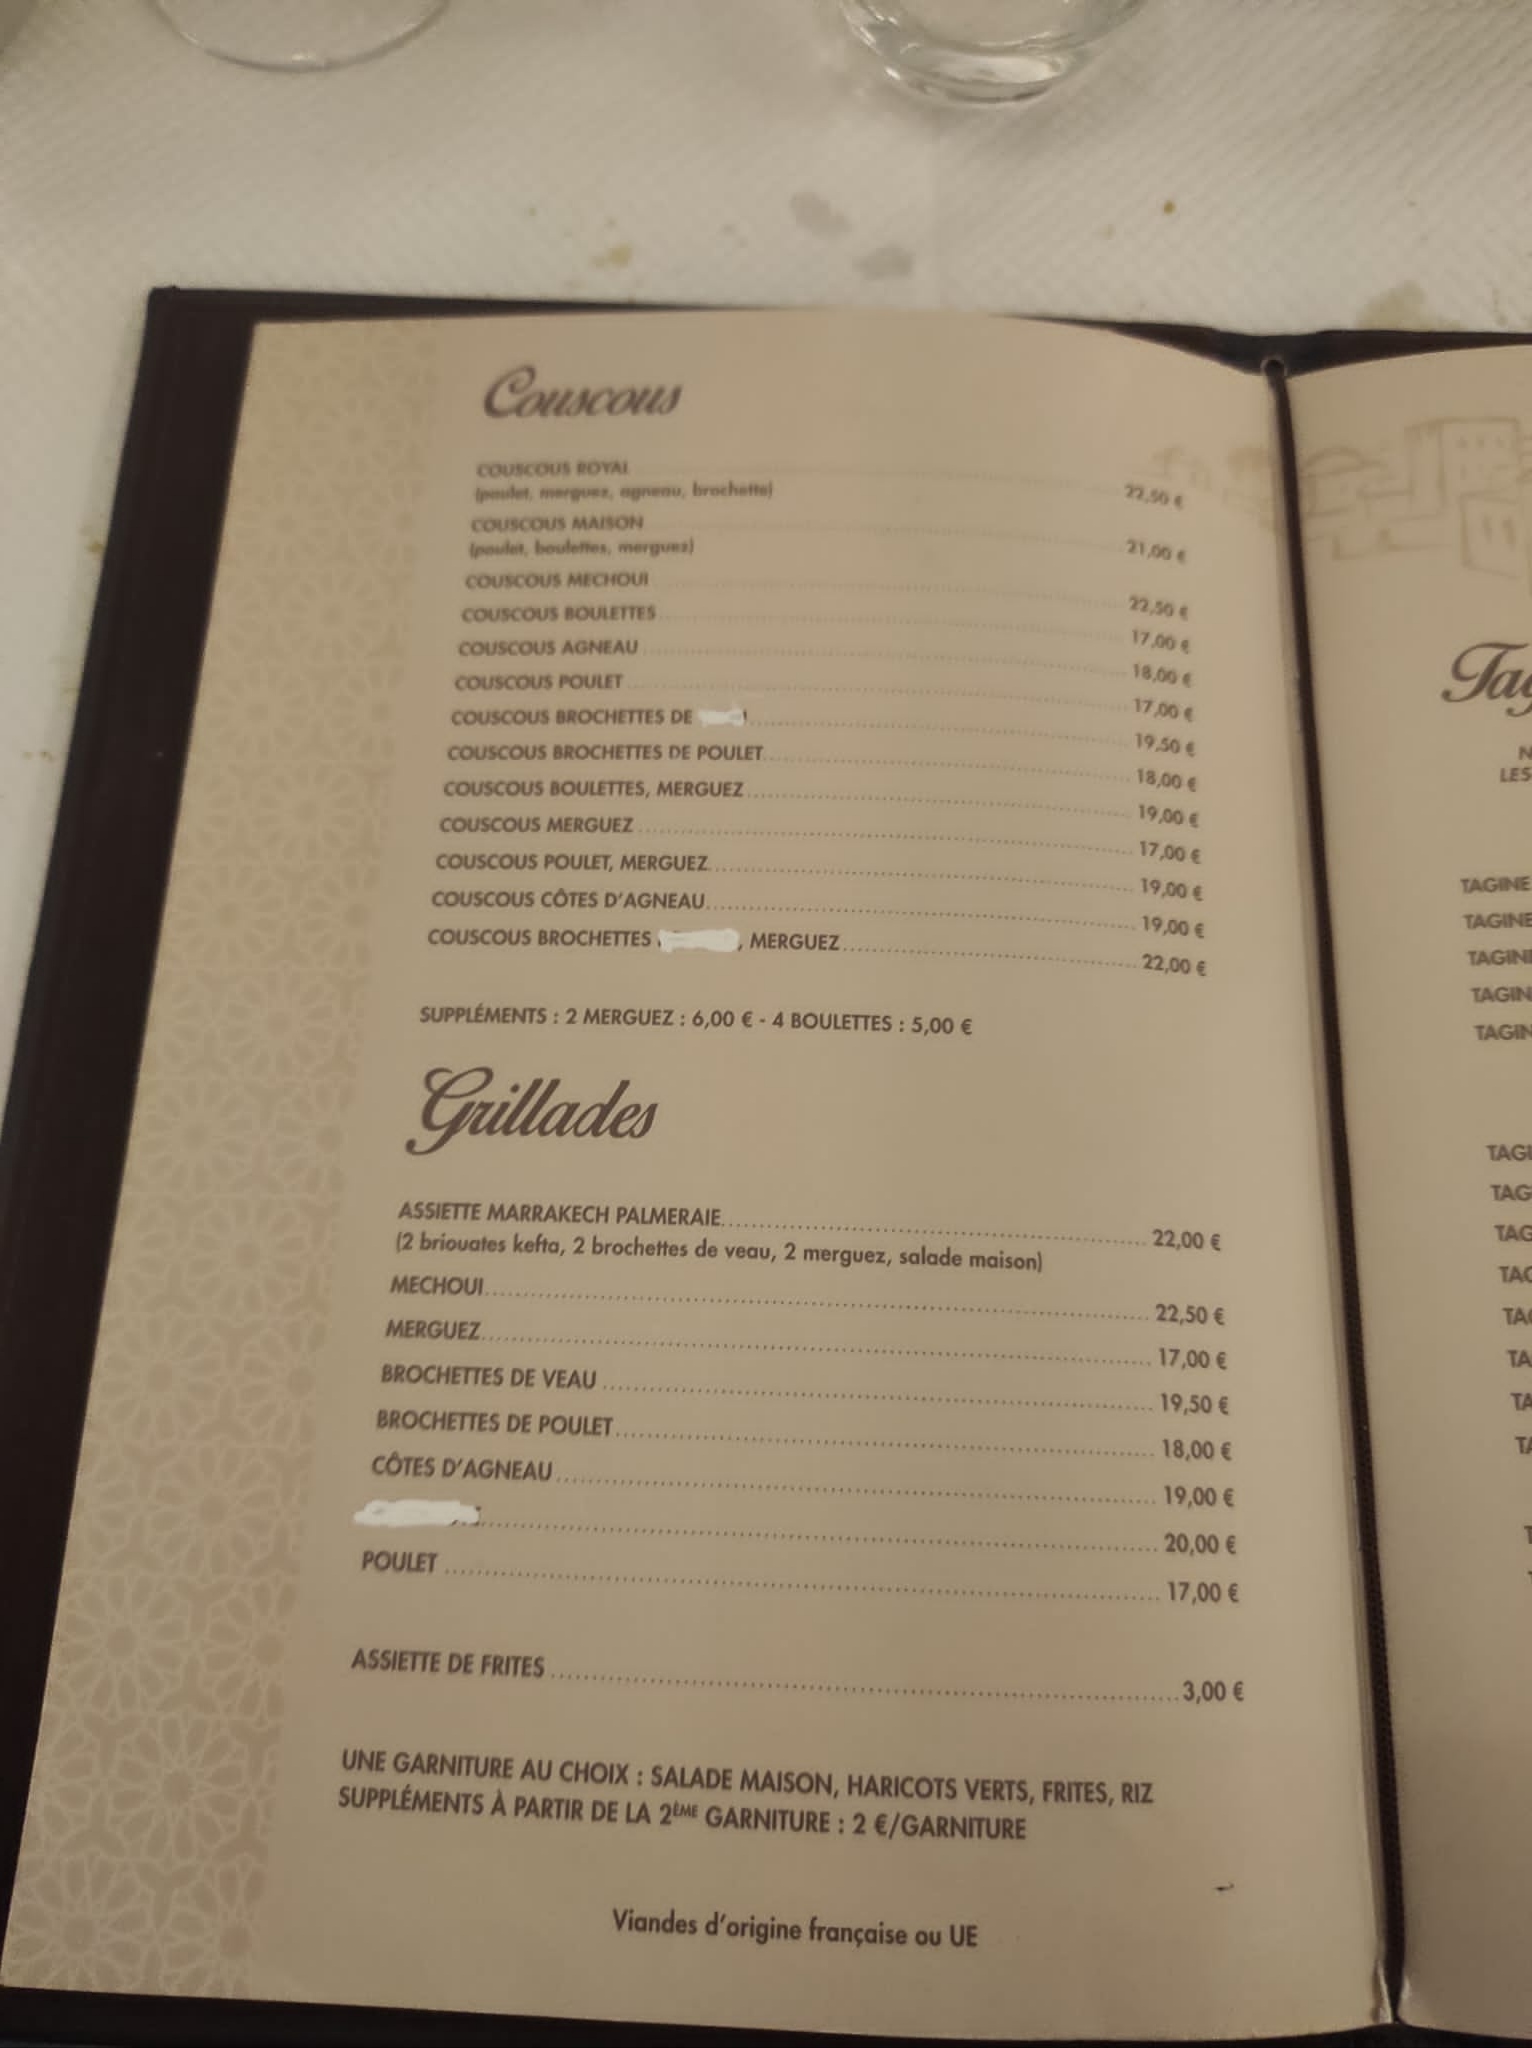 Couscous
COUSCOUS ROYAL
(poulet, merguez, agneau, brochette) 22,50 €
COUSCOUS MAISON
(poulet, boulettes, merguez) 21,00 €
COUSCOUS MECHOUI 22,50 €
COUSCOUS BOULETTES 17,00 €
COUSCOUS AGNEAU 18,00 €
COUSCOUS POULET 17,00 €
COUSCOUS BROCHETTES DE 19,50 €
COUSCOUS BROCHETTES DE POULET 18,00 €
COUSCOUS BOULETTES, MERGUEZ 19,00 €
COUSCOUS MERGUEZ 17,00 €
COUSCOUS POULET, MERGUEZ 19,00 €
COUSCOUS CÔTES D'AGNEAU 19,00 €
COUSCOUS BROCHETTES , MERGUEZ 22,00 €
SUPPLÉMENTS : 2 MERGUEZ : 6,00 € - 4 BOULETTES : 5,00 €
Grillades
ASSIETTE MARRAKECH PALMERAIE 22,00 €
(2 briouates kefta, 2 brochettes de veau, 2 merguez, salade maison)
MECHOUI 22,50 €
MERGUEZ 17,00 €
BROCHETTES DE VEAU 19,50 €
BROCHETTES DE POULET 18,00 €
CÔTES D'AGNEAU 19,00 €
20,00 €
POULET 17,00 €
ASSIETTE DE FRITES 3,00 €
UNE GARNITURE AU CHOIX : SALADE MAISON, HARICOTS VERTS, FRITES, RIZ
SUPPLÉMENTS À PARTIR DE LA 2ÈME GARNITURE : 2 €/GARNITURE
Viandes d'origine française ou UE
LES
TAGINE
TAGINE